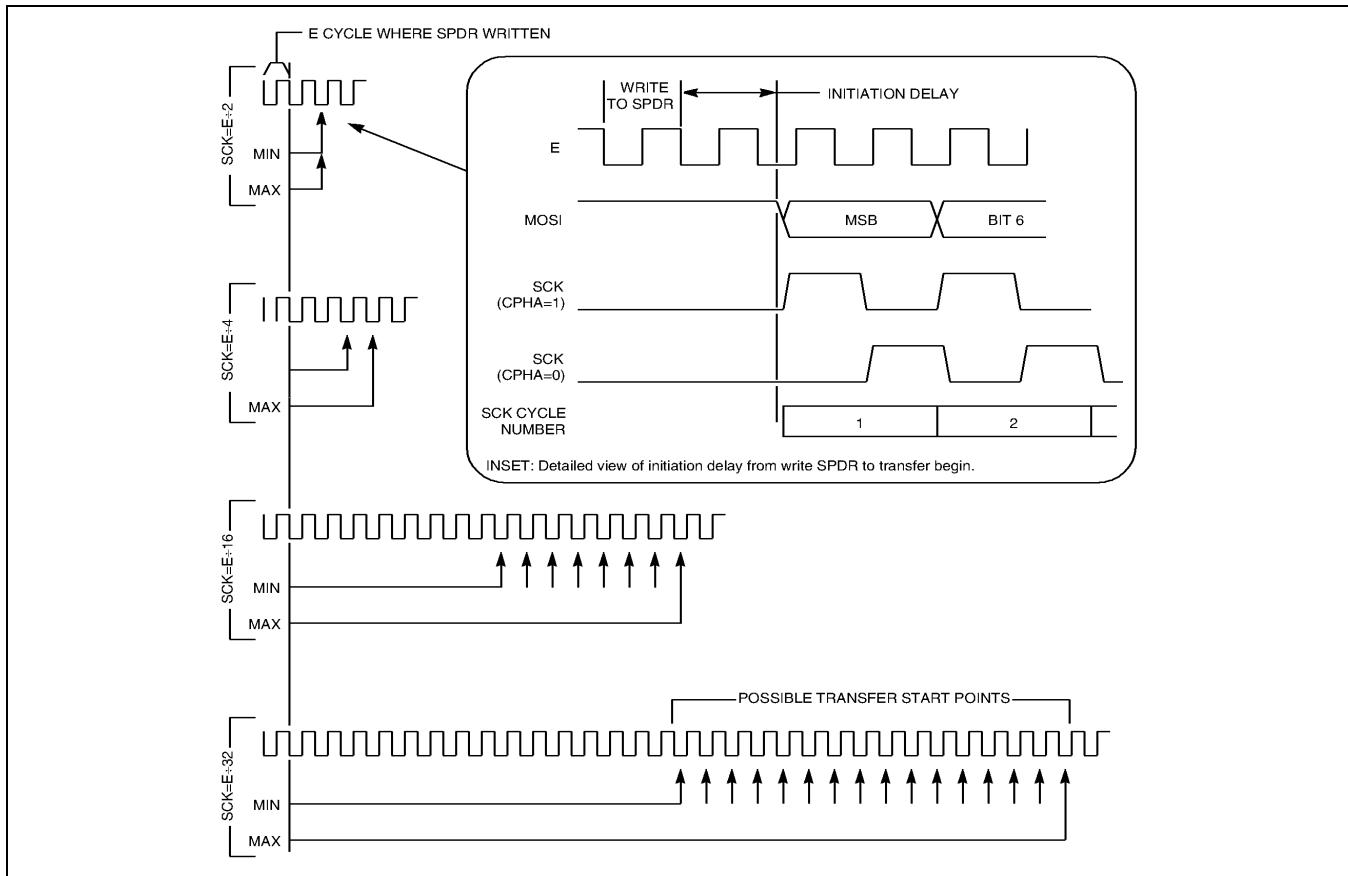 E CYCLE WHERE SPDR WRITTEN
SCK=E÷2
MIN
MAX
WRITE
TO SPDR
INITIATION DELAY
E
MOSI
MSB
BIT 6
SCK
(CPHA=1)
SCK
(CPHA=0)
SCK CYCLE
NUMBER
1
2
INSET: Detailed view of initiation delay from write SPDR to transfer begin.
SCK=E÷4
MAX
SCK=E÷16
MIN
MAX
POSSIBLE TRANSFER START POINTS
SCK=E÷32
MIN
MAX